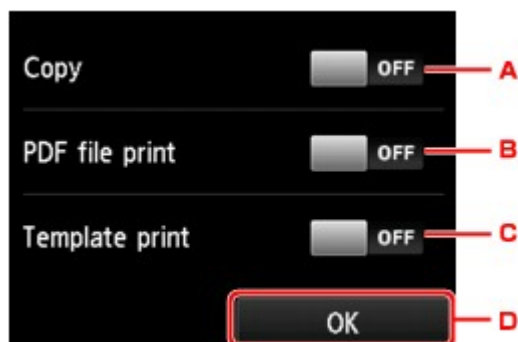 Copy OFF A
PDF file print OFF B
Template print OFF C
OK D